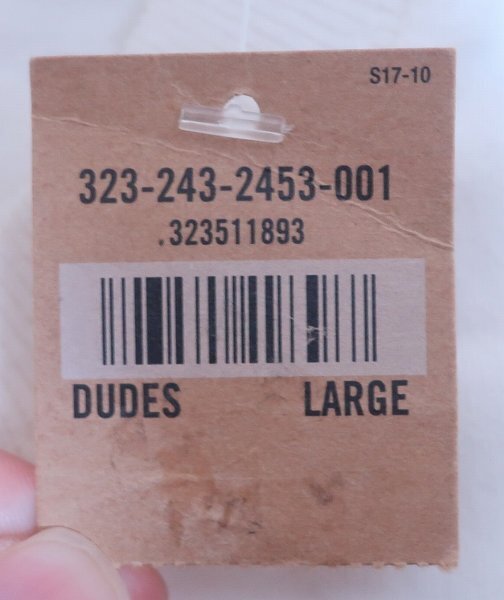 S17-10
323-243-2453-001
.323511893
DUDES LARGE